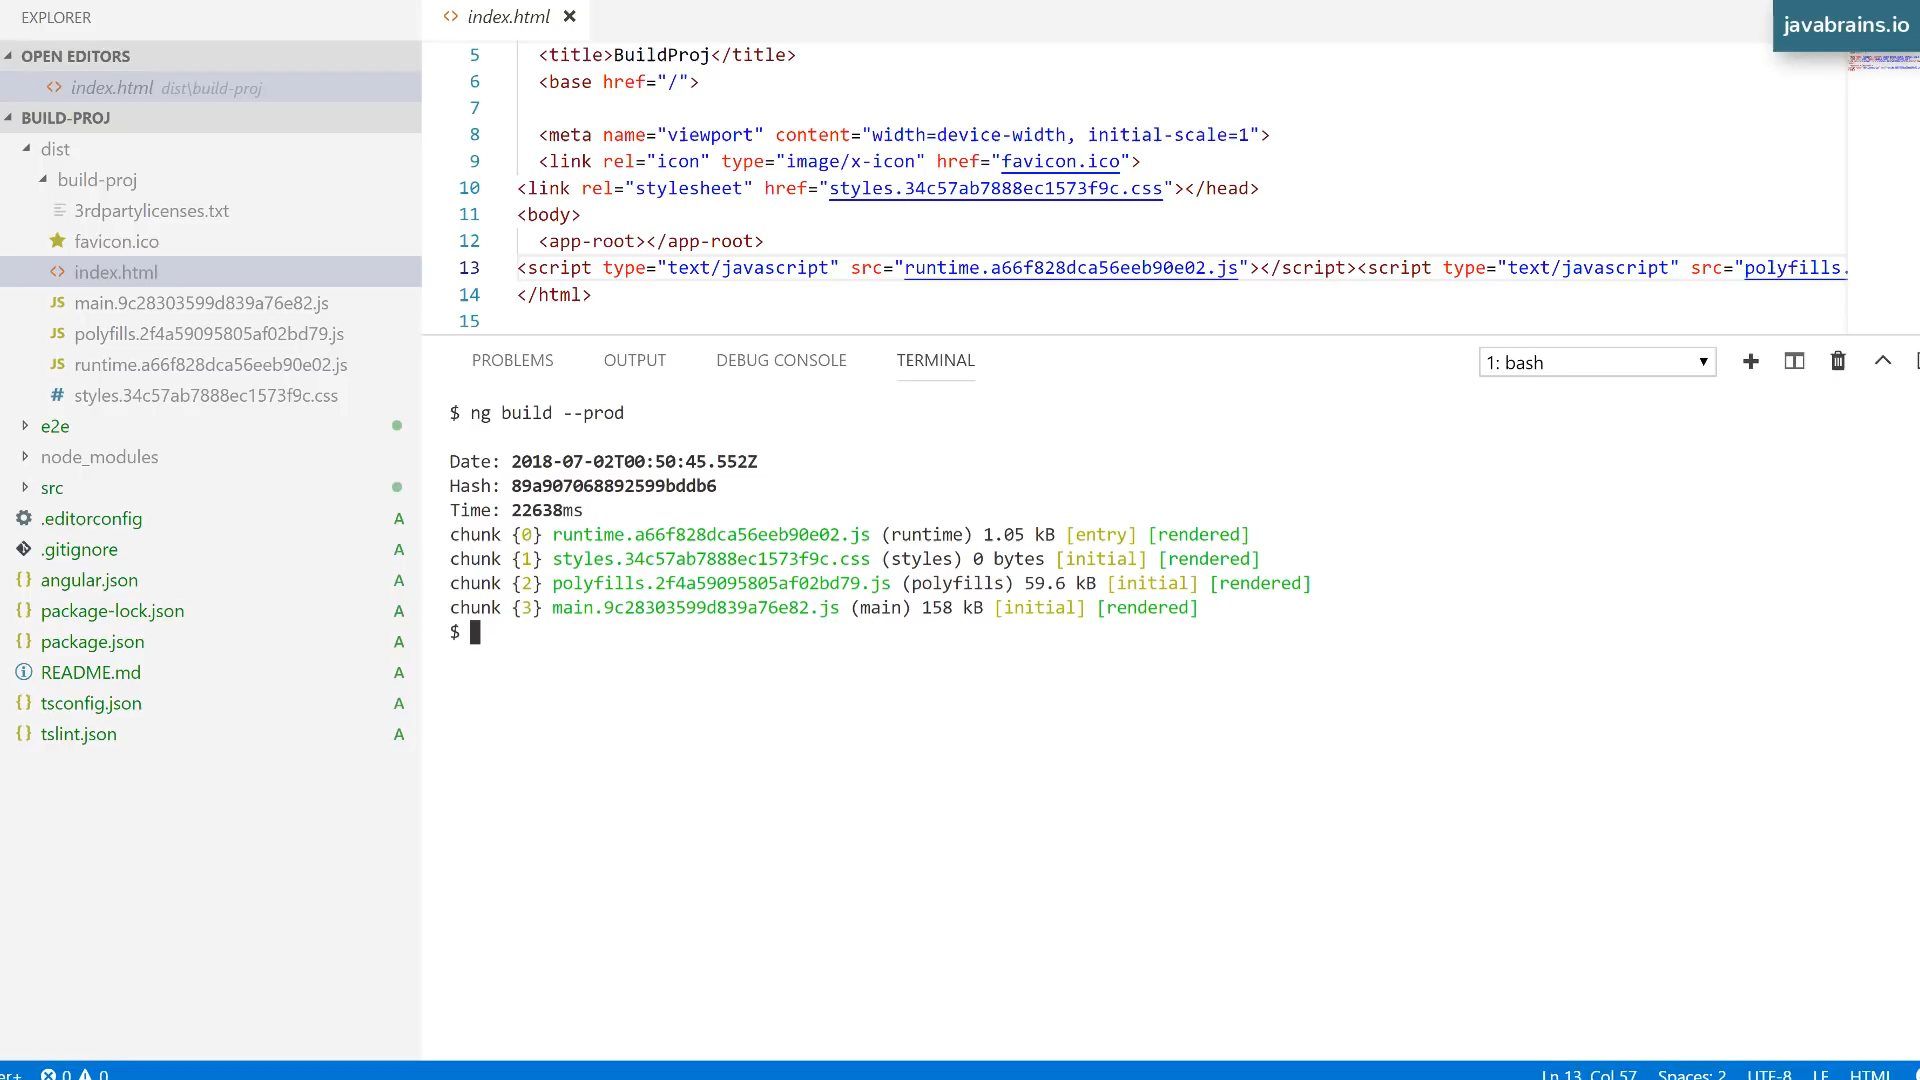 EXPLORER
OPEN EDITORS
index.html dist\build-proj
BUILD-PROJ
dist
build-proj
3rdpartylicenses.txt
favicon.ico
index.html
main.9c28303599d839a76e82.js
polyfills.2f4a59095805af02bd79.js
runtime.a66f828dca56eeb90e02.js
styles.34c57ab7888ec1573f9c.css
e2e
node_modules
src
.editorconfig A
.gitignore A
angular.json A
package-lock.json A
package.json A
README.md A
tsconfig.json A
tslint.json A
index.html
javabrains.io
5 <title>BuildProj</title>
6 <base href="/">
7
8 <meta name="viewport" content="width=device-width, initial-scale=1">
9 <link rel="icon" type="image/x-icon" href="favicon.ico">
10 <link rel="stylesheet" href="styles.34c57ab7888ec1573f9c.css"></head>
11 <body>
12 <app-root></app-root>
13 <script type="text/javascript" src="runtime.a66f828dca56eeb90e02.js"></script><script type="text/javascript" src="polyfills.
14 </html>
15
PROBLEMS OUTPUT DEBUG CONSOLE TERMINAL 1: bash
$ ng build --prod
Date: 2018-07-02T00:50:45.552Z
Hash: 89a907068892599bddb6
Time: 22638ms
chunk {0} runtime.a66f828dca56eeb90e02.js (runtime) 1.05 kB [entry] [rendered]
chunk {1} styles.34c57ab7888ec1573f9c.css (styles) 0 bytes [initial] [rendered]
chunk {2} polyfills.2f4a59095805af02bd79.js (polyfills) 59.6 kB [initial] [rendered]
chunk {3} main.9c28303599d839a76e82.js (main) 158 kB [initial] [rendered]
$
er+ 0 0 Ln 13, Col 57 Spaces: 2 UTF-8 LF HTML